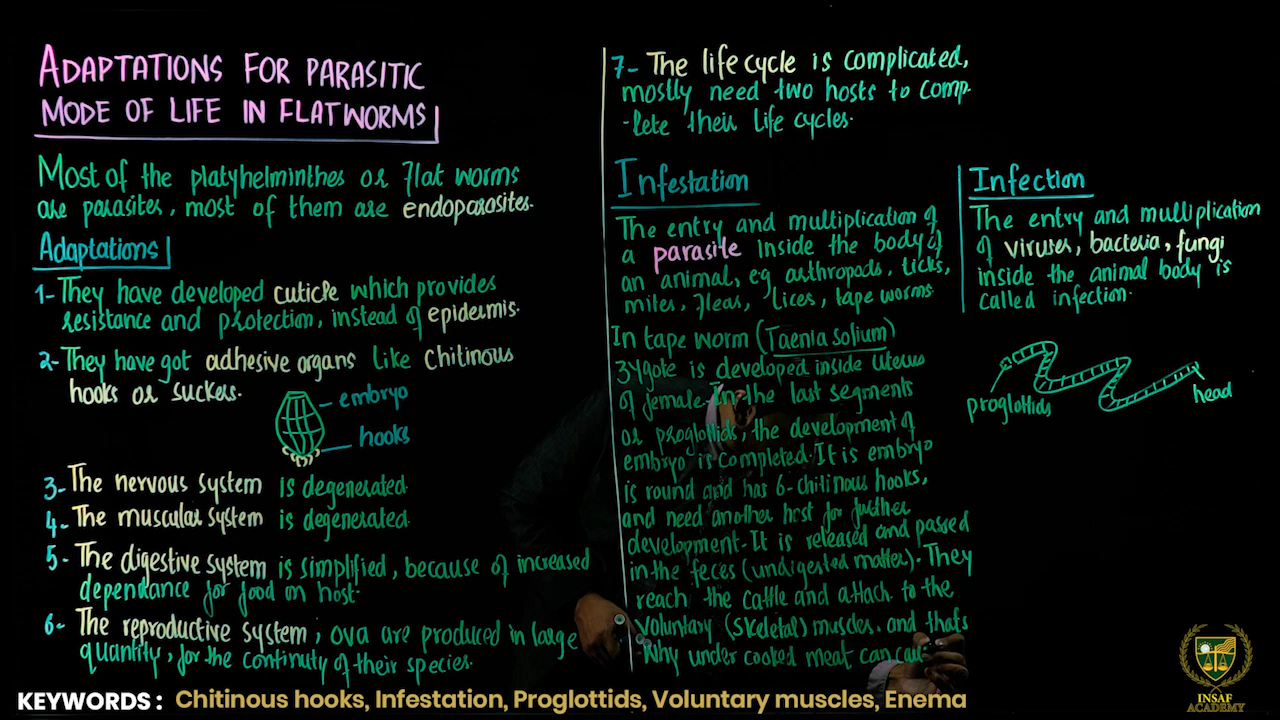 ADAPTATIONS FOR PARASITIC
MODE OF LIFE IN FLATWORMS
Most of the platyhelminthes or flat worms
are parasites, most of them are endoparasites.
Adaptations
1- They have developed cuticle which provides
resistance and protection, instead of epidermis.
2- They have got adhesive organs like chitinous
hooks or suckers.
embryo
hooks
3- The nervous system is degenerated.
4- The muscular system is degenerated.
5- The digestive system is simplified, because of increased
dependance for food on host.
6- The reproductive system; ova are produced in large
quantity, for the continuity of their species.
7- The life cycle is complicated,
mostly need two hosts to comp-
-lete their life cycles.
Infestation
The entry and multiplication of
a parasite inside the body of
an animal, eg arthropods, ticks,
mites, fleas, lices, tape worms.
In tape worm (Taenia solium)
zygote is developed inside uterus
of female. In the last segments
or proglottids, the development of
embryo is completed. It is embryo
is round and has 6-chitinous hooks,
and need another host for further
development. It is released and passed
in the feces (undigested matter). They
reach the cattle and attach to the
voluntary (skeletal) muscles. and thats
why under cooked meat can cau
Infection
The entry and multiplication
of viruses, bacteria, fungi
inside the animal body is
called infection.
proglottids
head
KEYWORDS : Chitinous hooks, Infestation, Proglottids, Voluntary muscles, Enema
INSAF
ACADEMY